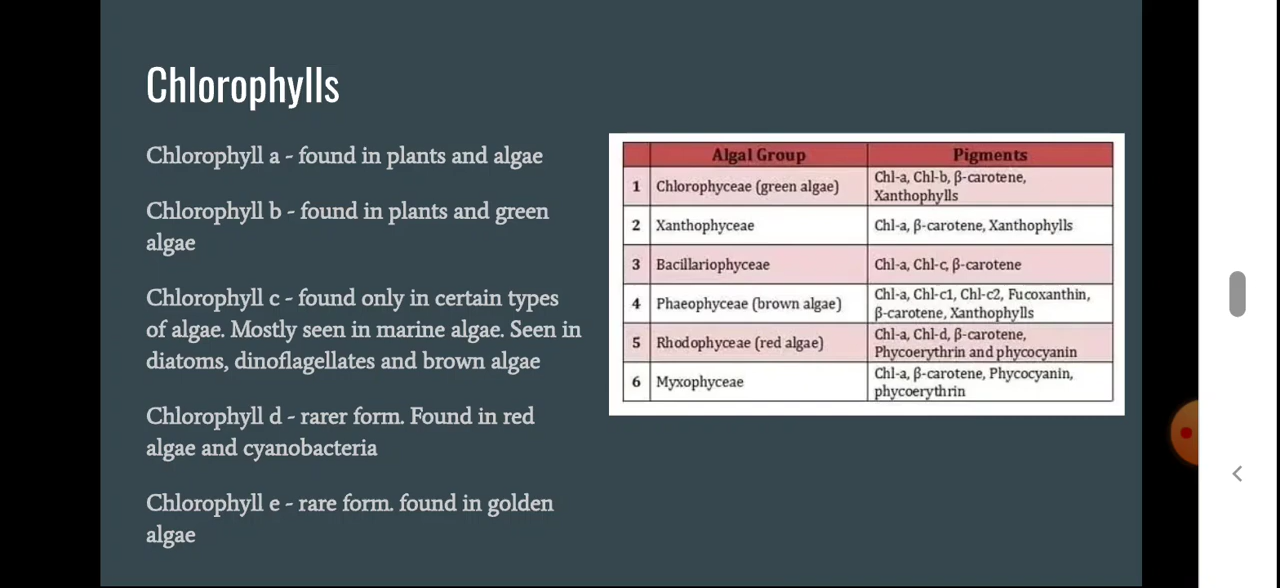 Chlorophylls
Chlorophyll a - found in plants and algae
Chlorophyll b - found in plants and green
algae
Chlorophyll c - found only in certain types
of algae. Mostly seen in marine algae. Seen in
diatoms, dinoflagellates and brown algae
Chlorophyll d - rarer form. Found in red
algae and cyanobacteria
Chlorophyll e - rare form. found in golden
algae
Algal Group Pigments
1 Chlorophyceae (green algae) Chl-a, Chl-b, β-carotene,
Xanthophylls
2 Xanthophyceae Chl-a, β-carotene, Xanthophylls
3 Bacillariophyceae Chl-a, Chl-c, β-carotene
4 Phaeophyceae (brown algae) Chl-a, Chl-c1, Chl-c2, Fucoxanthin,
β-carotene, Xanthophylls
5 Rhodophyceae (red algae) Chl-a, Chl-d, β-carotene,
Phycoerythrin and phycocyanin
6 Myxophyceae Chl-a, β-carotene, Phycocyanin,
phycoerythrin